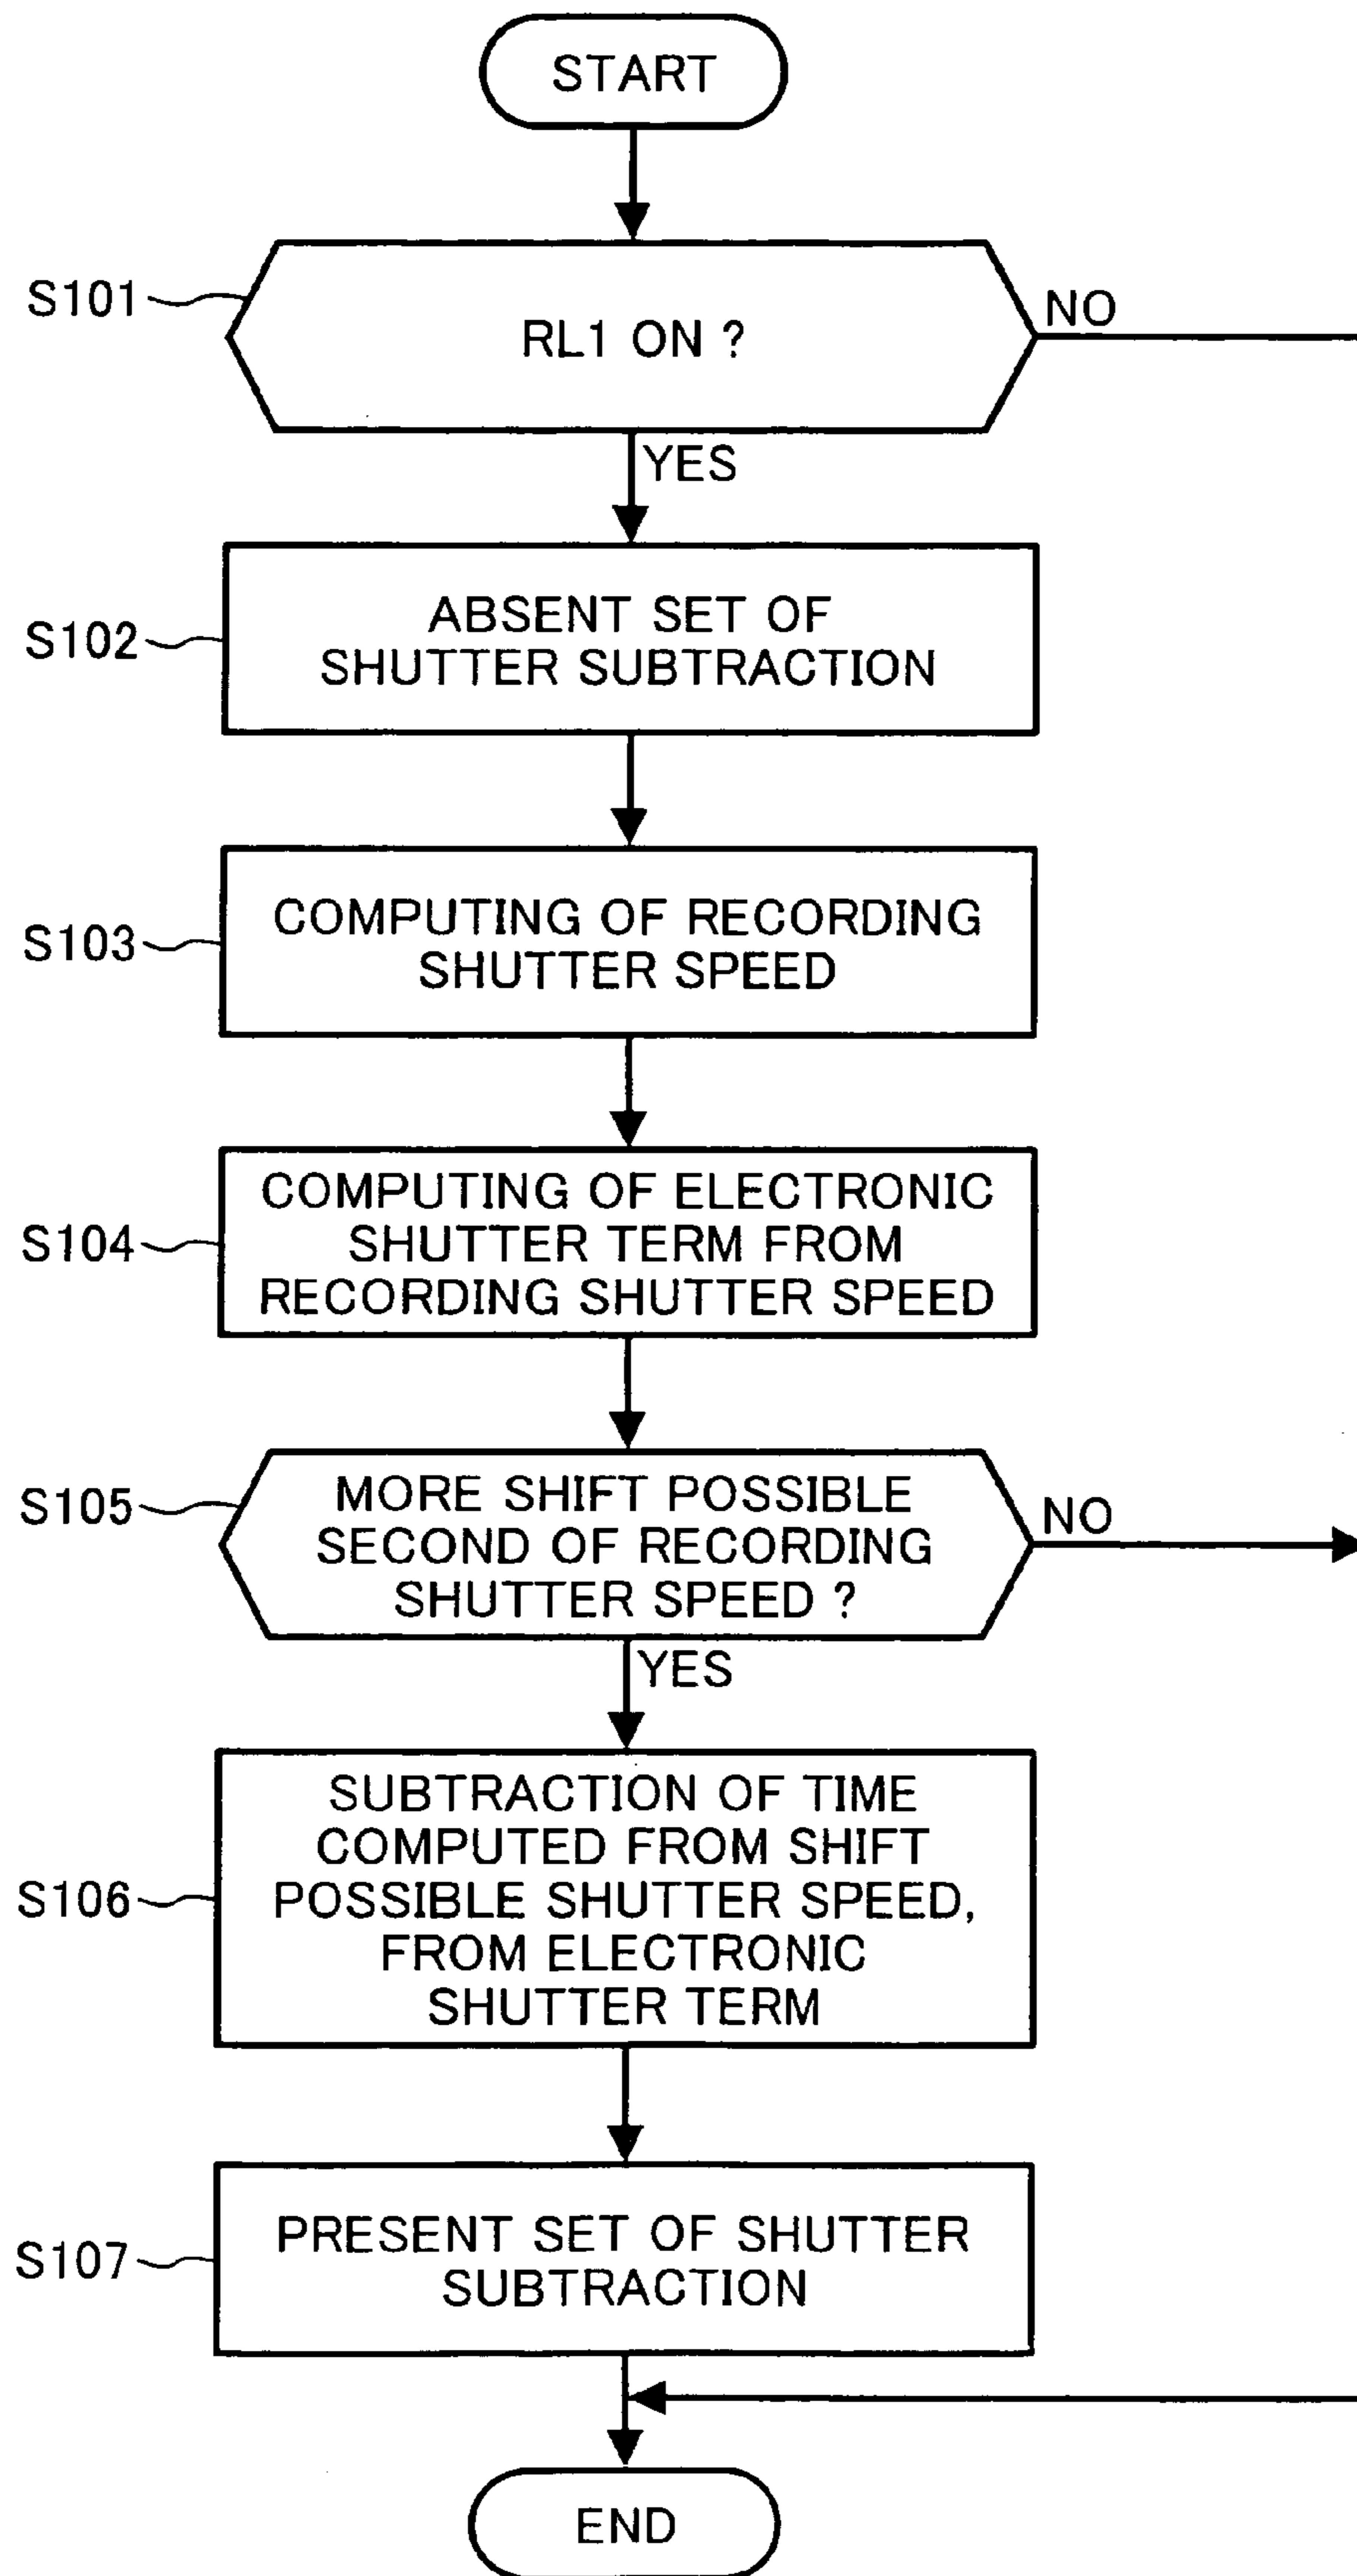 START
S101
RL1 ON ?
NO
YES
S102
ABSENT SET OF
SHUTTER SUBTRACTION
S103
COMPUTING OF RECORDING
SHUTTER SPEED
S104
COMPUTING OF ELECTRONIC
SHUTTER TERM FROM
RECORDING SHUTTER SPEED
S105
MORE SHIFT POSSIBLE
SECOND OF RECORDING
SHUTTER SPEED ?
NO
YES
S106
SUBTRACTION OF TIME
COMPUTED FROM SHIFT
POSSIBLE SHUTTER SPEED,
FROM ELECTRONIC
SHUTTER TERM
S107
PRESENT SET OF SHUTTER
SUBTRACTION
END